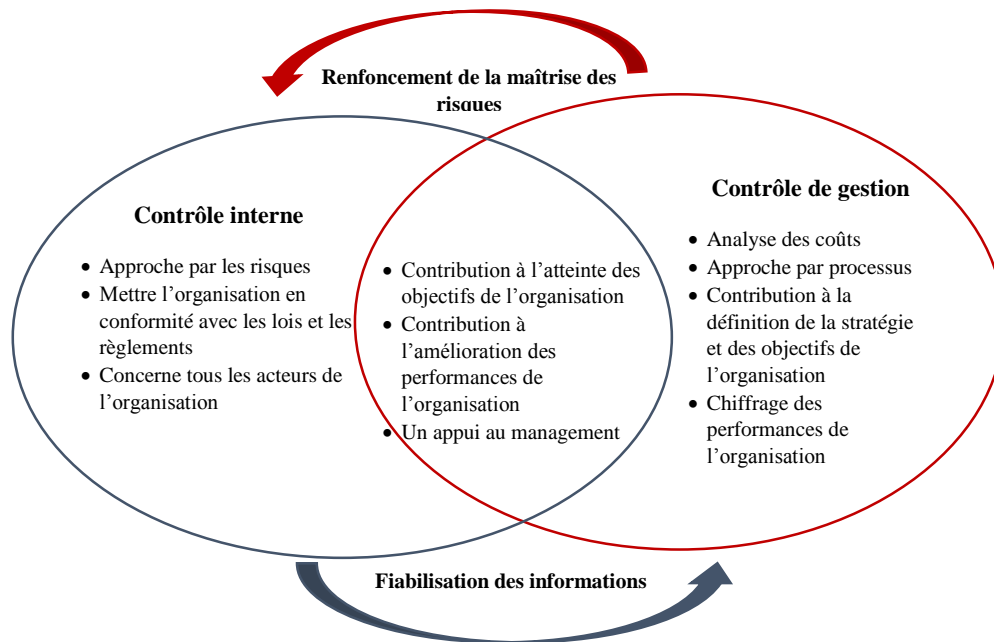 Renfoncement de la maîtrise des
risques
Contrôle interne
• Approche par les risques
• Mettre l’organisation en
conformité avec les lois et les
règlements
• Concerne tous les acteurs de
l’organisation
• Contribution à l’atteinte des
objectifs de l’organisation
• Contribution à
l’amélioration des
performances de
l’organisation
• Un appui au management
Contrôle de gestion
• Analyse des coûts
• Approche par processus
• Contribution à la
définition de la stratégie
et des objectifs de
l’organisation
• Chiffrage des
performances de
l’organisation
Fiabilisation des informations